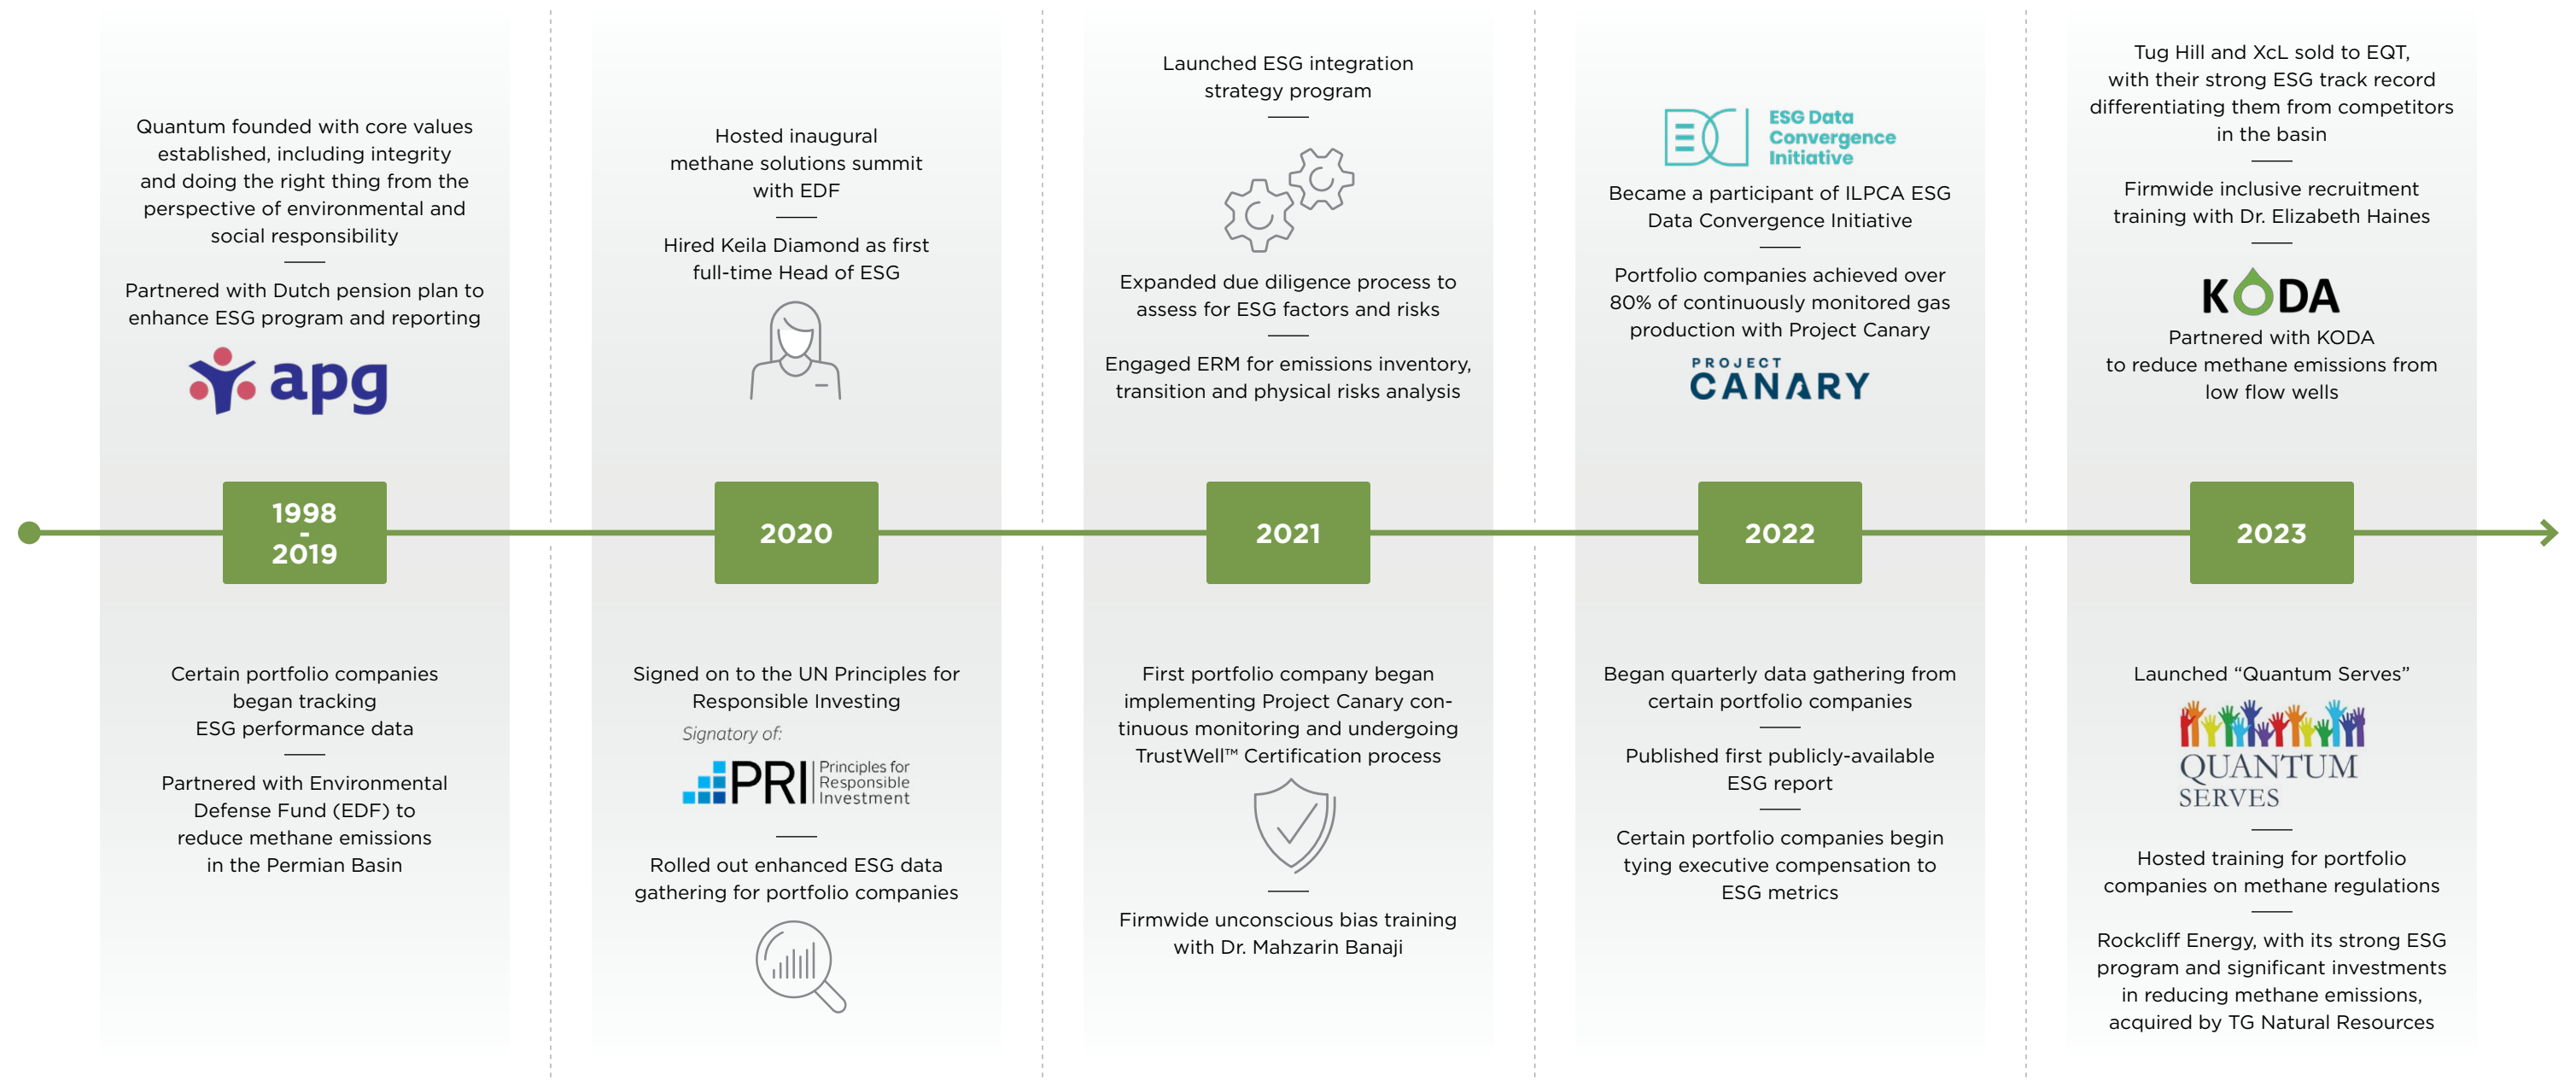 Quantum founded with core values
established, including integrity
and doing the right thing from the
perspective of environmental and
social responsibility
Partnered with Dutch pension plan to
enhance ESG program and reporting
apg
1998
-
2019
Certain portfolio companies
began tracking
ESG performance data
Partnered with Environmental
Defense Fund (EDF) to
reduce methane emissions
in the Permian Basin
Hosted inaugural
methane solutions summit
with EDF
Hired Keila Diamond as first
full-time Head of ESG
2020
Signed on to the UN Principles for
Responsible Investing
Signatory of:
PRI
Principles for
Responsible
Investment
Rolled out enhanced ESG data
gathering for portfolio companies
Launched ESG integration
strategy program
Expanded due diligence process to
assess for ESG factors and risks
Engaged ERM for emissions inventory,
transition and physical risks analysis
2021
First portfolio company began
implementing Project Canary con-
tinuous monitoring and undergoing
TrustWell™ Certification process
Firmwide unconscious bias training
with Dr. Mahzarin Banaji
ESG Data
Convergence
Initiative
Became a participant of ILPCA ESG
Data Convergence Initiative
Portfolio companies achieved over
80% of continuously monitored gas
production with Project Canary
PROJECT
CANARY
2022
Began quarterly data gathering from
certain portfolio companies
Published first publicly-available
ESG report
Certain portfolio companies begin
tying executive compensation to
ESG metrics
Tug Hill and XcL sold to EQT,
with their strong ESG track record
differentiating them from competitors
in the basin
Firmwide inclusive recruitment
training with Dr. Elizabeth Haines
KODA
Partnered with KODA
to reduce methane emissions from
low flow wells
2023
Launched “Quantum Serves”
QUANTUM
SERVES
Hosted training for portfolio
companies on methane regulations
Rockcliff Energy, with its strong ESG
program and significant investments
in reducing methane emissions,
acquired by TG Natural Resources